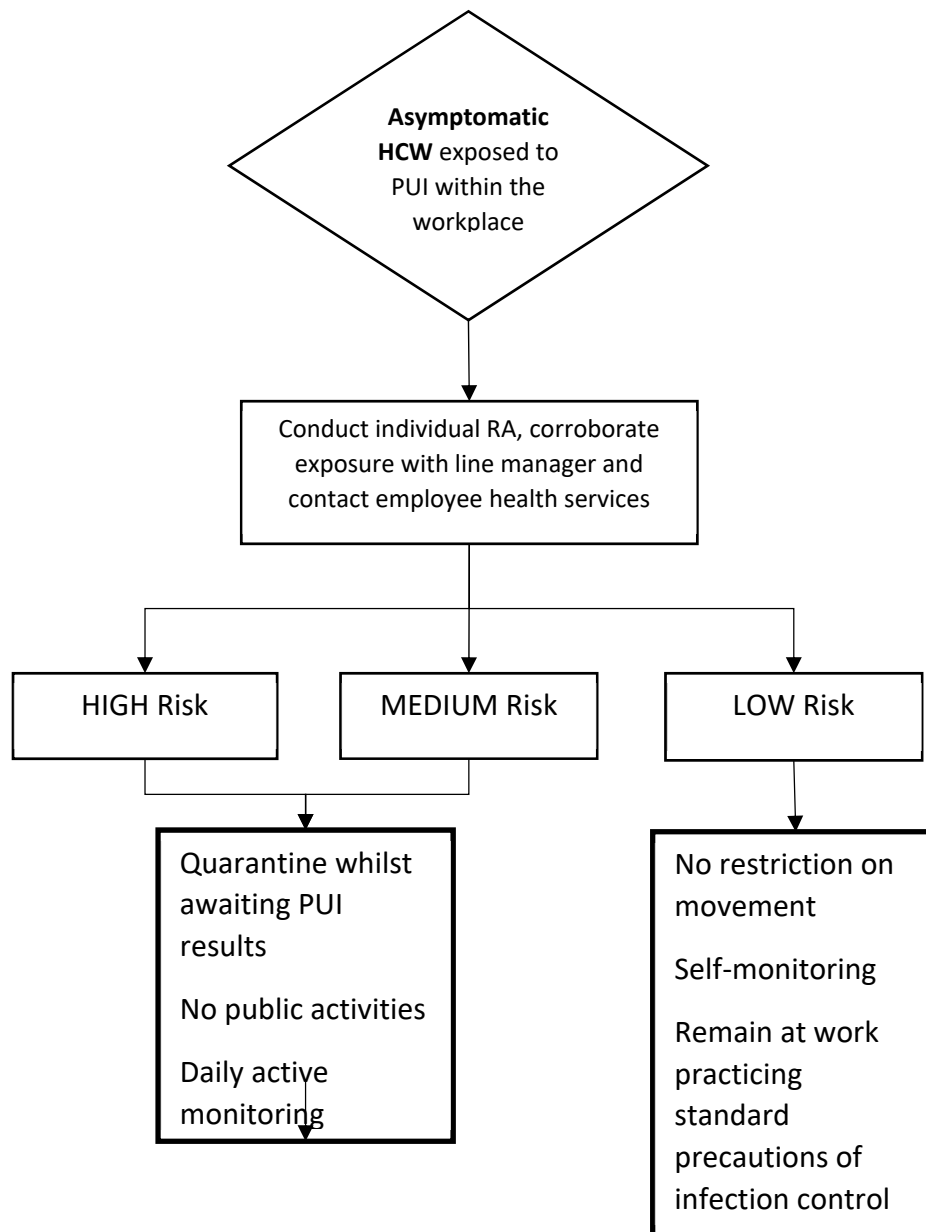 Asymptomatic
HCW exposed to
PUI within the
workplace
Conduct individual RA, corroborate
exposure with line manager and
contact employee health services
HIGH Risk
MEDIUM Risk
LOW Risk
Quarantine whilst
awaiting PUI
results
No public activities
Daily active
monitoring
No restriction on
movement
Self-monitoring
Remain at work
practicing
standard
precautions of
infection control